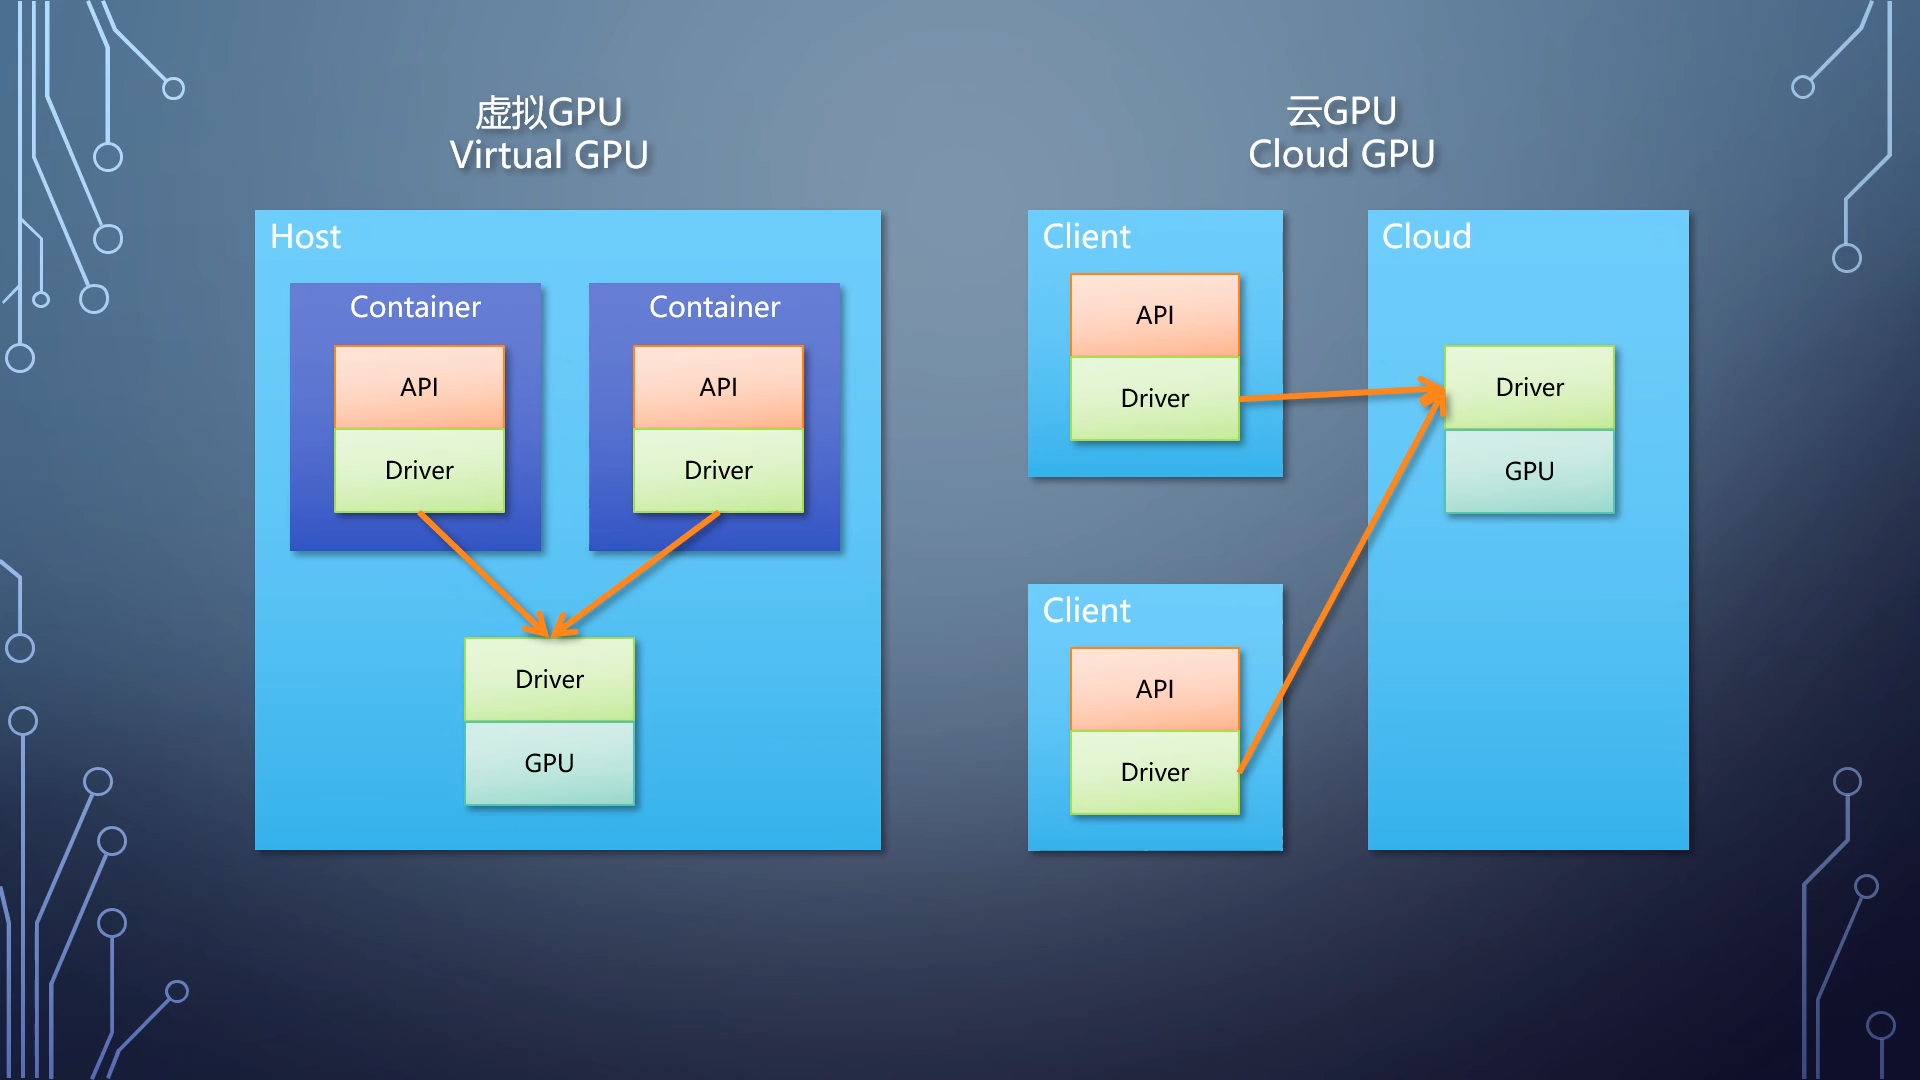 虚拟GPU
Virtual GPU
Host
Container
API
Driver
Container
API
Driver
Driver
GPU
云GPU
Cloud GPU
Client
API
Driver
Client
API
Driver
Cloud
Driver
GPU